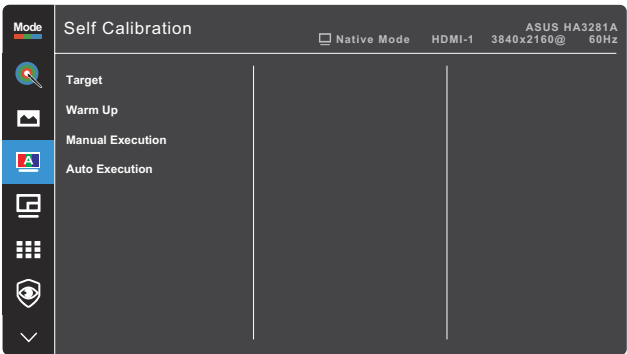 Mode
Self Calibration
Native Mode HDMI-1 3840x2160@ 60Hz
ASUS HA3281A
A
Target
Warm Up
Manual Execution
Auto Execution